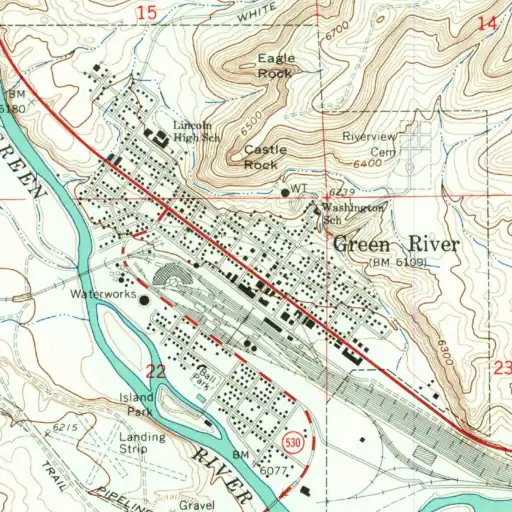 15
WHITE
6700
14
Eagle
Rock
BM
6180
6500
Lincoln
High Sch
Castle
Rock
Riverview
Cem
6400
GREEN
WT
6239
Washington
Sch
Green River
(BM 6109)
Waterworks
6300
22
Ball
Park
23
Island
Park
Landing
Strip
6215
530
RIVER
BM
6077
TRAIL
PIPELINE
Gravel